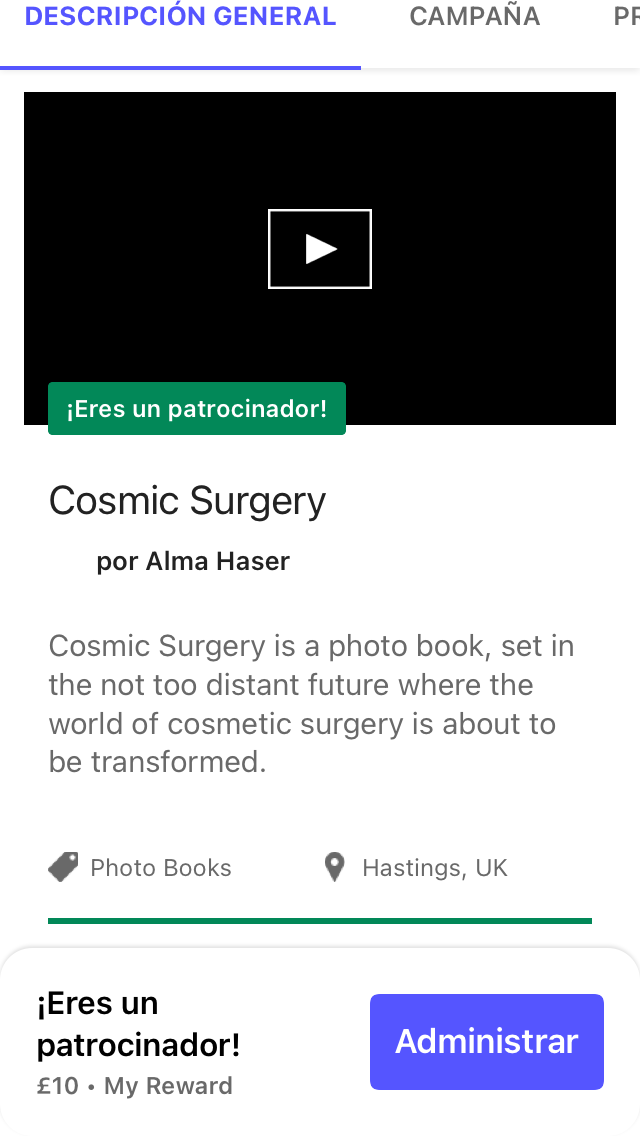 DESCRIPCIÓN GENERAL CAMPAÑA
¡Eres un patrocinador!
Cosmic Surgery
por Alma Haser
Cosmic Surgery is a photo book, set in
the not too distant future where the
world of cosmetic surgery is about to
be transformed.
Photo Books Hastings, UK
¡Eres un
patrocinador!
£10 • My Reward
Administrar